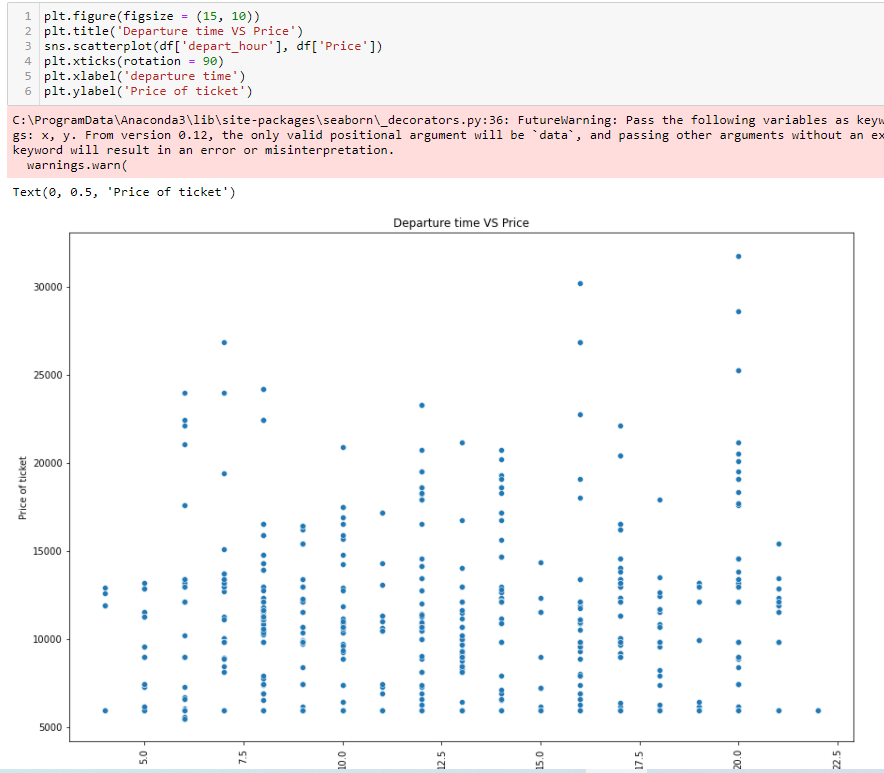 1 plt.figure(figsize = (15, 10))
2 plt.title('Departure time VS Price')
3 sns.scatterplot(df['depart_hour'], df['Price'])
4 plt.xticks(rotation = 90)
5 plt.xlabel('departure time')
6 plt.ylabel('Price of ticket')
C:\ProgramData\Anaconda3\lib\site-packages\seaborn\_decorators.py:36: FutureWarning: Pass the following variables as keyw
gs: x, y. From version 0.12, the only valid positional argument will be `data`, and passing other arguments without an ex
keyword will result in an error or misinterpretation.
warnings.warn(
Text(0, 0.5, 'Price of ticket')
Departure time VS Price
30000
25000
20000
15000
10000
5000
Price of ticket
5.0
7.5
10.0
12.5
15.0
17.5
20.0
22.5